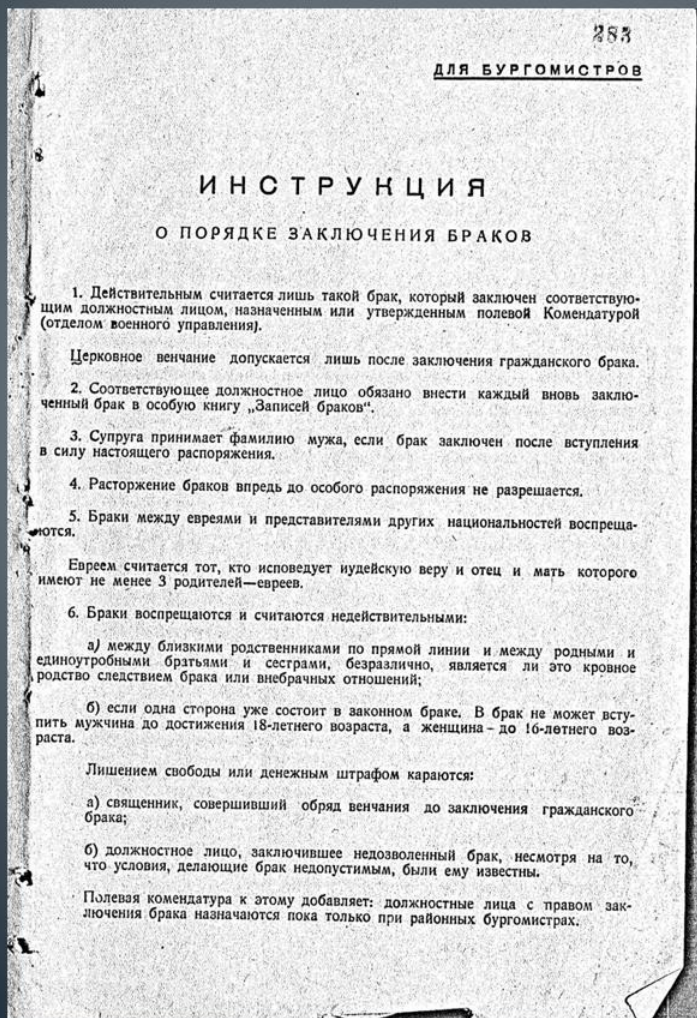 283
ДЛЯ БУРГОМИСТРОВ
ИНСТРУКЦИЯ
О ПОРЯДКЕ ЗАКЛЮЧЕНИЯ БРАКОВ
1. Действительным считается лишь такой брак, который заключен соответствую-
щим должностным лицом, назначенным или утвержденным полевой Комендатурой
(отделом военного управления).
Церковное венчание допускается лишь после заключения гражданского брака.
2. Соответствующее должностное лицо обязано внести каждый вновь заклю-
ченный брак в особую книгу „Записей браков“.
3. Супруга принимает фамилию мужа, если брак заключен после вступления
в силу настоящего распоряжения.
4. Расторжение браков впредь до особого распоряжения не разрешается.
5. Браки между евреями и представителями других национальностей воспреща-
ются.
Евреем считается тот, кто исповедует иудейскую веру и отец и мать которого
имеют не менее 3 родителей—евреев.
6. Браки воспрещаются и считаются недействительными:
а) между близкими родственниками по прямой линии и между родными и
единоутробными братьями и сестрами, безразлично, является ли это кровное
родство следствием брака или внебрачных отношений;
б) если одна сторона уже состоит в законном браке. В брак не может всту-
пить мужчина до достижения 18-летнего возраста, а женщина – до 16-летнего воз-
раста.
Лишением свободы или денежным штрафом караются:
а) священник, совершивший обряд венчания до заключения гражданского
брака;
б) должностное лицо, заключившее недозволенный брак, несмотря на то,
что условия, делающие брак недопустимым, были ему известны.
Полевая комендатура к этому добавляет: должностные лица с правом зак-
лючения брака назначаются пока только при районных бургомистрах.